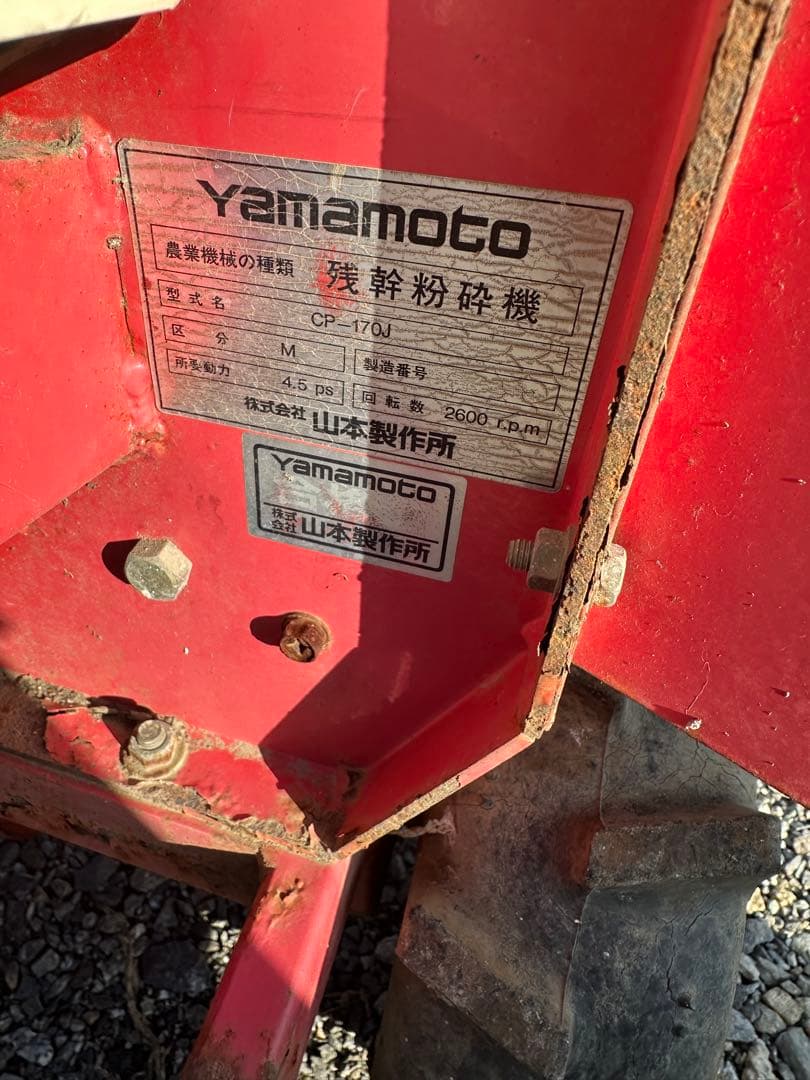 Yamamoto
農業機械の種類 残幹粉砕機
型式名 CP-170J
区分 M 製造番号
所要動力 4.5 ps 回転数 2600 r.p.m
株式会社 山本製作所
Yamamoto
株式会社 山本製作所